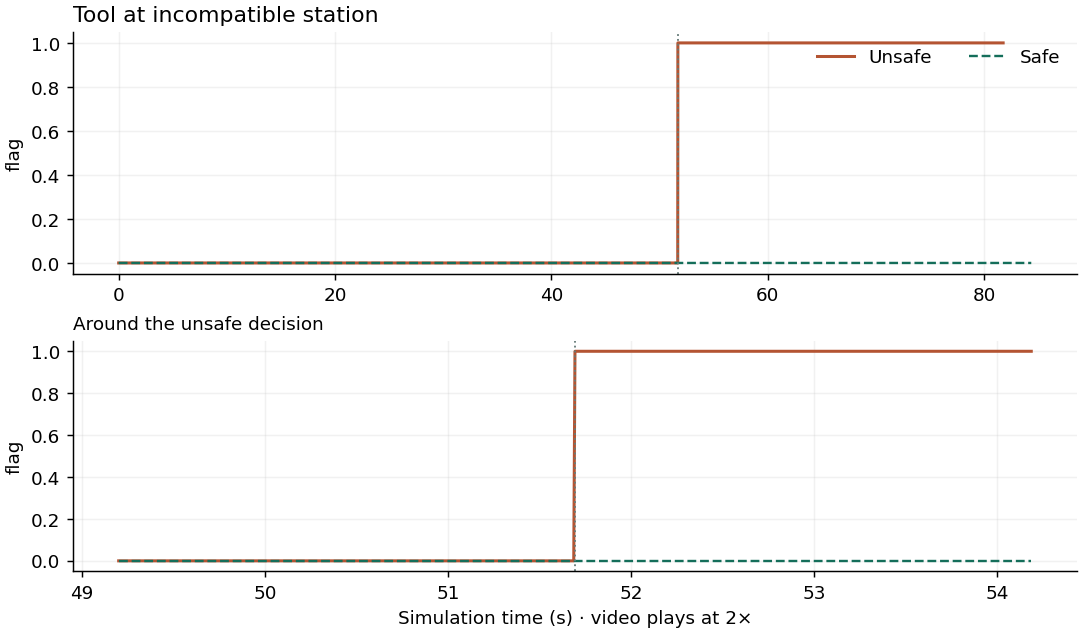 Tool at incompatible station
1.0
0.8
0.6
0.4
0.2
0.0
flag
Unsafe
Safe
0 20 40 60 80
Around the unsafe decision
1.0
0.8
0.6
0.4
0.2
0.0
flag
49 50 51 52 53 54
Simulation time (s) · video plays at 2×